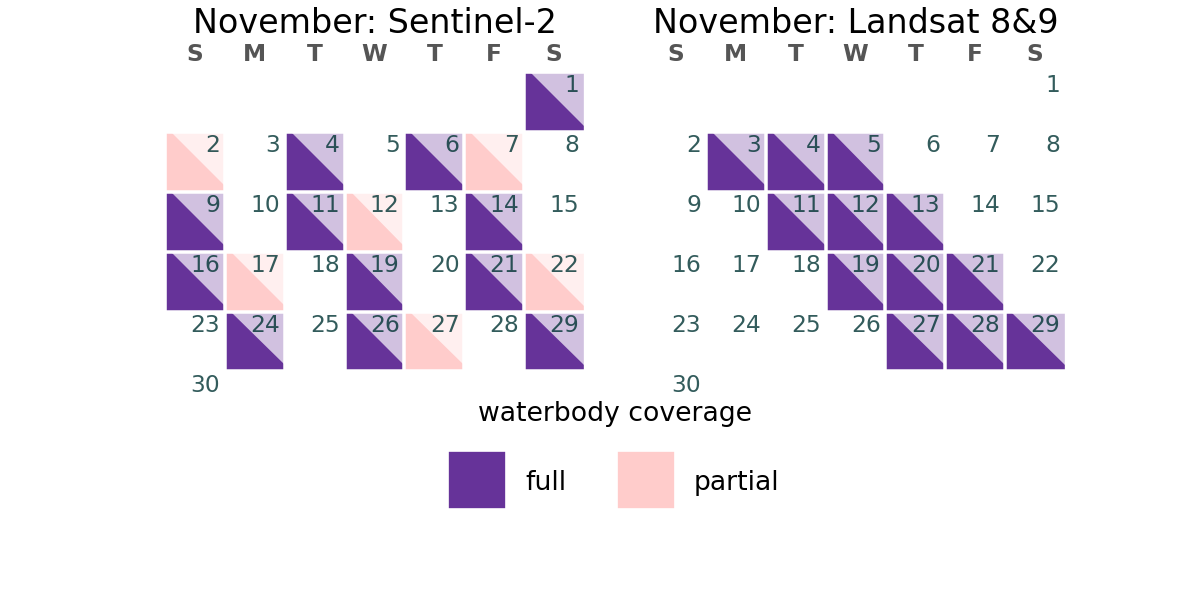 November: Sentinel-2
S M T W T F S
1
2 3 4 5 6 7 8
9 10 11 12 13 14 15
16 17 18 19 20 21 22
23 24 25 26 27 28 29
30
November: Landsat 8&9
S M T W T F S
1
2 3 4 5 6 7 8
9 10 11 12 13 14 15
16 17 18 19 20 21 22
23 24 25 26 27 28 29
30
waterbody coverage
full
partial